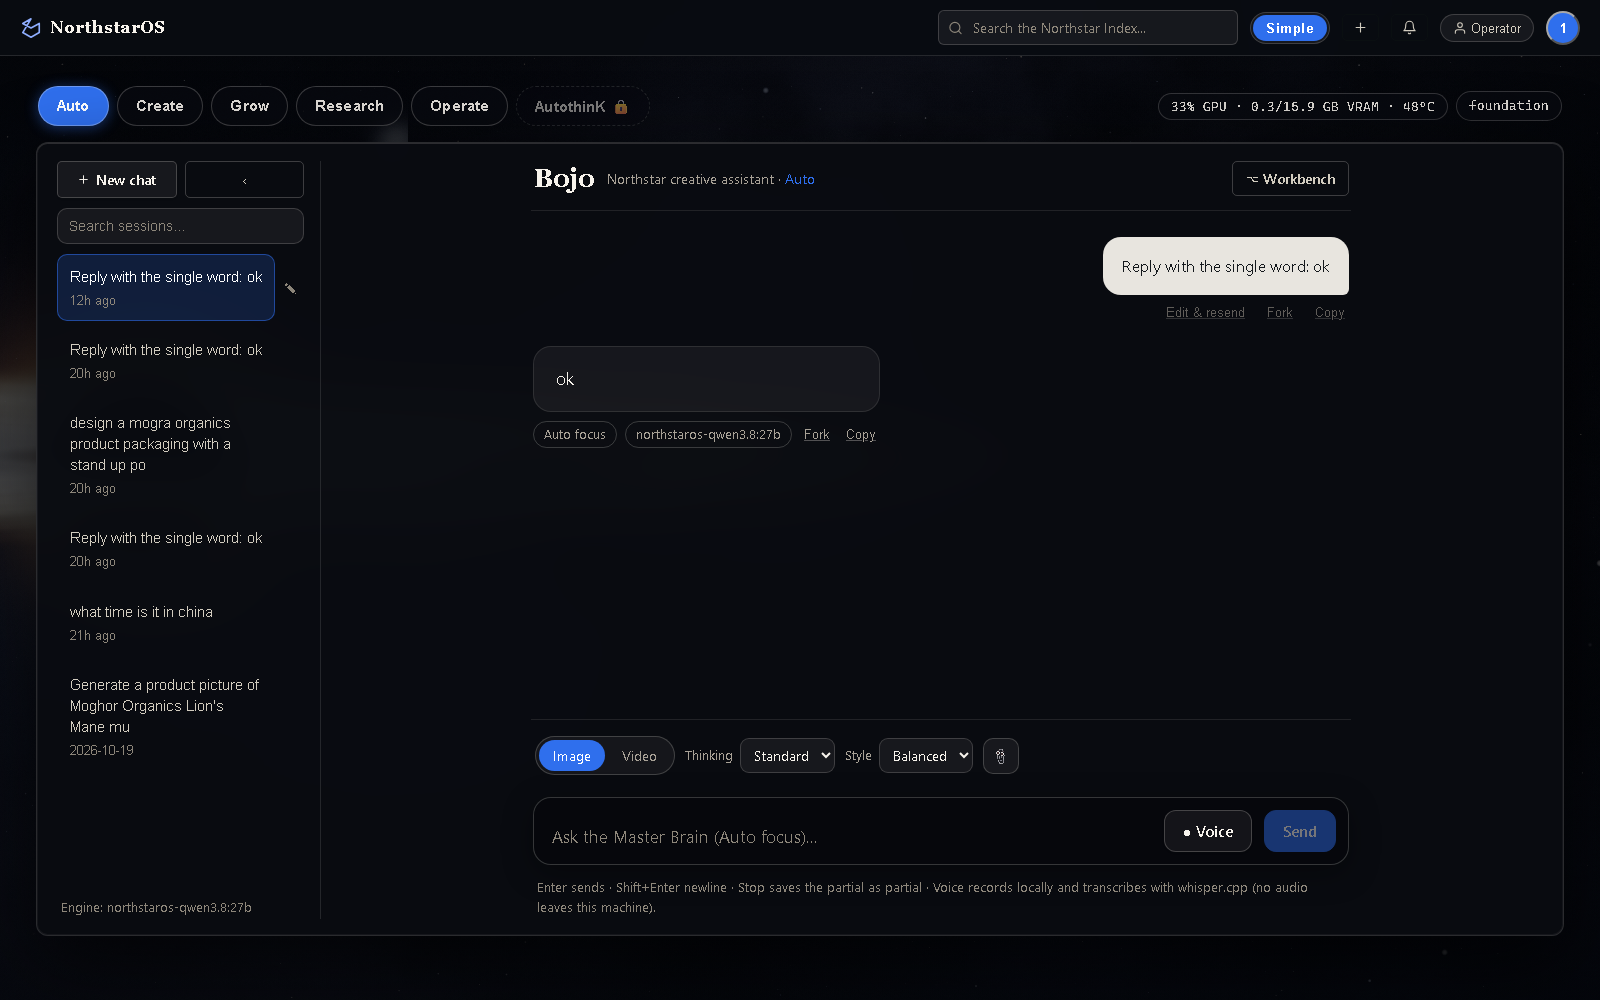 NorthstarOS
Search the Northstar Index...
Simple
+
Operator
1
Auto
Create
Grow
Research
Operate
AutothinK
33% GPU · 0.3/15.9 GB VRAM · 48°C
foundation
+ New chat
‹
Search sessions...
Reply with the single word: ok
12h ago
Reply with the single word: ok
20h ago
design a mogra organics
product packaging with a
stand up po
20h ago
Reply with the single word: ok
20h ago
what time is it in china
21h ago
Generate a product picture of
Moghor Organics Lion's
Mane mu
2026-10-19
Engine: northstaros-qwen3.8:27b
Bojo
Northstar creative assistant · Auto
⌥ Workbench
Reply with the single word: ok
Edit & resend
Fork
Copy
ok
Auto focus
northstaros-qwen3.8:27b
Fork
Copy
Image
Video
Thinking
Standard
Style
Balanced
Ask the Master Brain (Auto focus)...
● Voice
Send
Enter sends · Shift+Enter newline · Stop saves the partial as partial · Voice records locally and transcribes with whisper.cpp (no audio
leaves this machine).